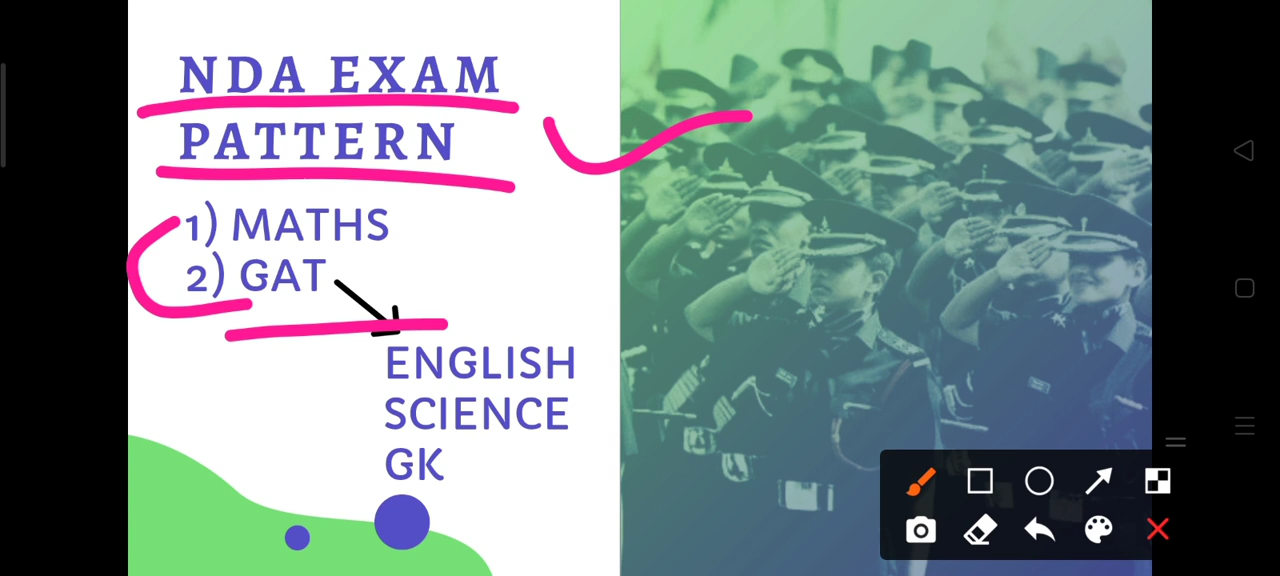 NDA EXAM
PATTERN
1) MATHS
2) GAT
ENGLISH
SCIENCE
GK